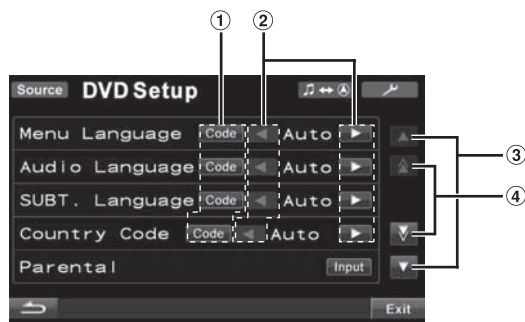 ① ②
Source DVD Setup
Menu Language Code Auto
Audio Language Code Auto
SUBT. Language Code Auto
Country Code Code Auto
Parental Input
Exit
③
④